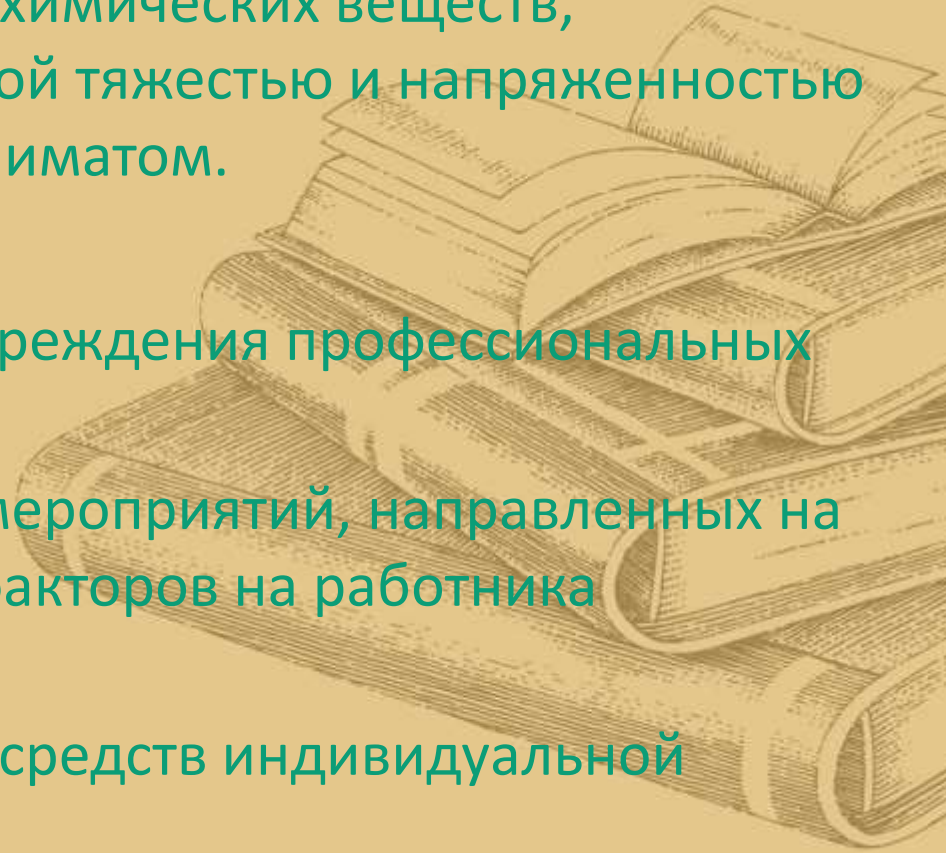 химических веществ,
ой тяжестью и напряженностью
иматом.
реждения профессиональных
мероприятий, направленных на
акторов на работника
средств индивидуальной